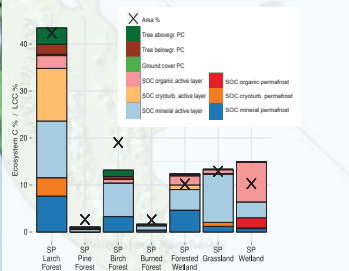 Area %
Tree abovegr. PC
Tree belowgr. PC
Ground cover PC
SOC organic active layer
SOC cryoturb. active layer
SOC mineral active layer
SOC organic permafrost
SOC cryoturb. permafrost
SOC mineral permafrost
Ecosystem C % / LCC %
40
30
20
10
0
SP Larch Forest
SP Pine Forest
SP Birch Forest
SP Burned Forest
SP Forested Wetland
SP Grassland
SP Wetland